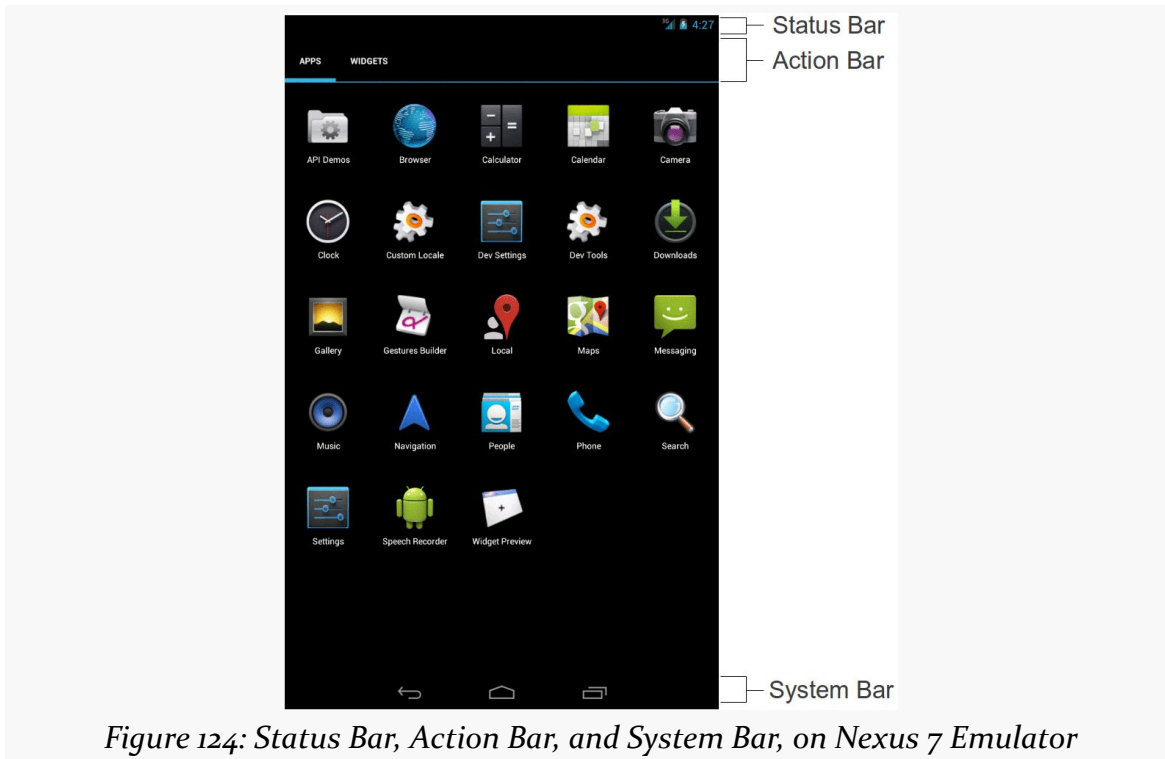 3G 4:27
Status Bar
Action Bar
APPS WIDGETS
API Demos Browser Calculator Calendar Camera
Clock Custom Locale Dev Settings Dev Tools Downloads
Gallery Gestures Builder Local Maps Messaging
Music Navigation People Phone Search
Settings Speech Recorder Widget Preview
System Bar
Figure 124: Status Bar, Action Bar, and System Bar, on Nexus 7 Emulator